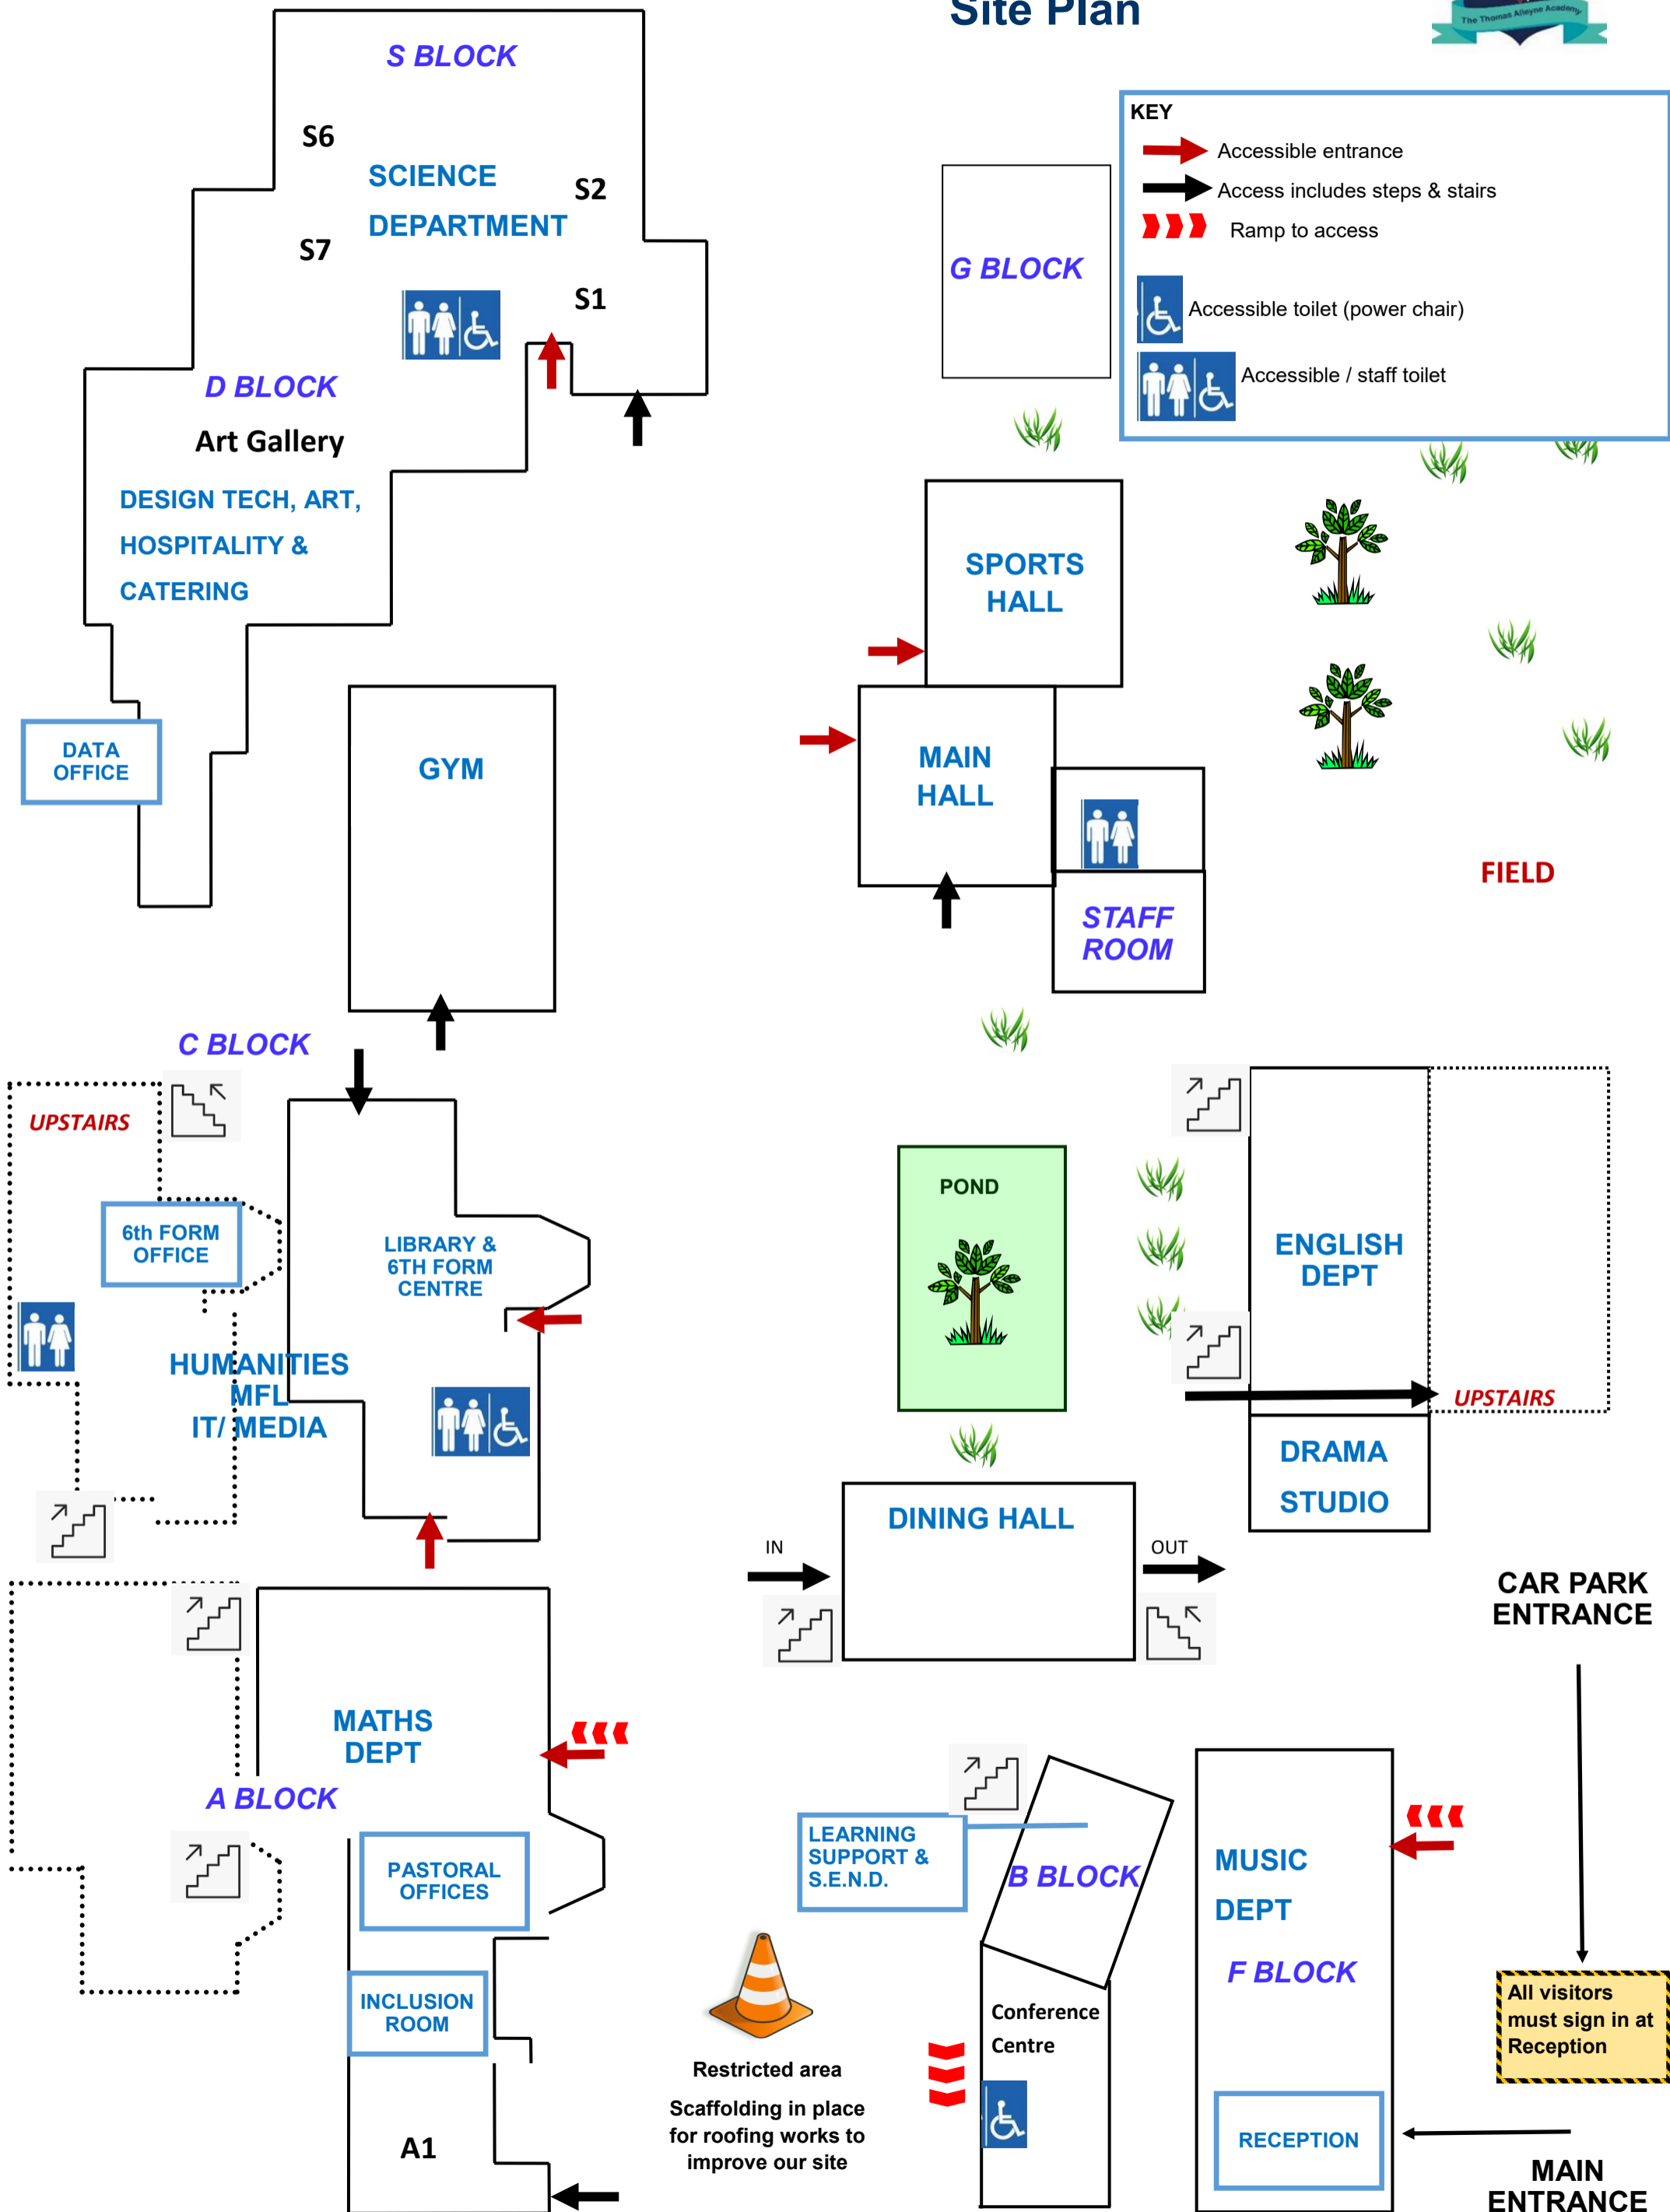 Site Plan
The Thomas Alleyne Academy
S BLOCK
S6
SCIENCE
DEPARTMENT
S2
S7
S1
D BLOCK
Art Gallery
DESIGN TECH, ART,
HOSPITALITY &
CATERING
DATA
OFFICE
GYM
KEY
Accessible entrance
Access includes steps & stairs
Ramp to access
Accessible toilet (power chair)
Accessible / staff toilet
G BLOCK
SPORTS
HALL
MAIN
HALL
STAFF
ROOM
FIELD
C BLOCK
UPSTAIRS
6th FORM
OFFICE
LIBRARY &
6TH FORM
CENTRE
HUMANITIES
MFL
IT/ MEDIA
POND
ENGLISH
DEPT
UPSTAIRS
DRAMA
STUDIO
DINING HALL
IN
OUT
CAR PARK
ENTRANCE
MATHS
DEPT
A BLOCK
PASTORAL
OFFICES
INCLUSION
ROOM
A1
LEARNING
SUPPORT &
S.E.N.D.
B BLOCK
Conference
Centre
Restricted area
Scaffolding in place
for roofing works to
improve our site
MUSIC
DEPT
F BLOCK
RECEPTION
All visitors
must sign in at
Reception
MAIN
ENTRANCE